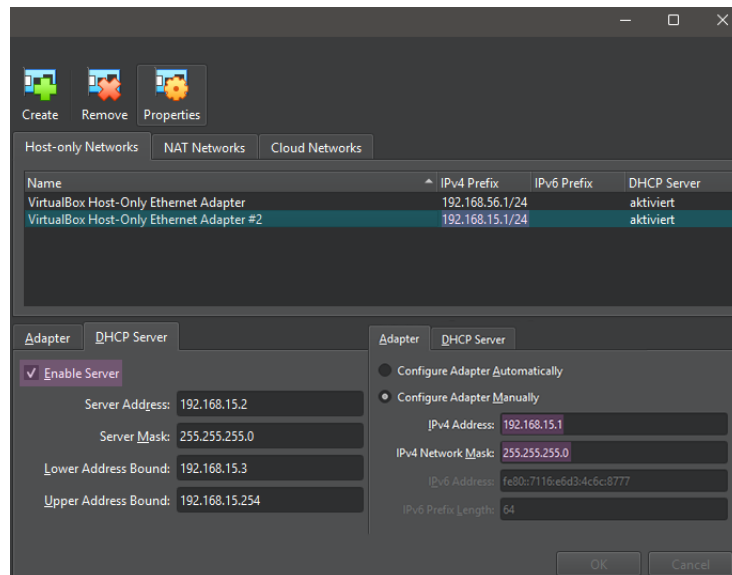 Create Remove Properties
Host-only Networks NAT Networks Cloud Networks
Name IPv4 Prefix IPv6 Prefix DHCP Server
VirtualBox Host-Only Ethernet Adapter 192.168.56.1/24 aktiviert
VirtualBox Host-Only Ethernet Adapter #2 192.168.15.1/24 aktiviert
Adapter DHCP Server
Enable Server
Server Address: 192.168.15.2
Server Mask: 255.255.255.0
Lower Address Bound: 192.168.15.3
Upper Address Bound: 192.168.15.254
Adapter DHCP Server
Configure Adapter Automatically
Configure Adapter Manually
IPv4 Address: 192.168.15.1
IPv4 Network Mask: 255.255.255.0
IPv6 Address: fe80::7116:e6d3:4c6c:8777
IPv6 Prefix Length: 64
OK Cancel